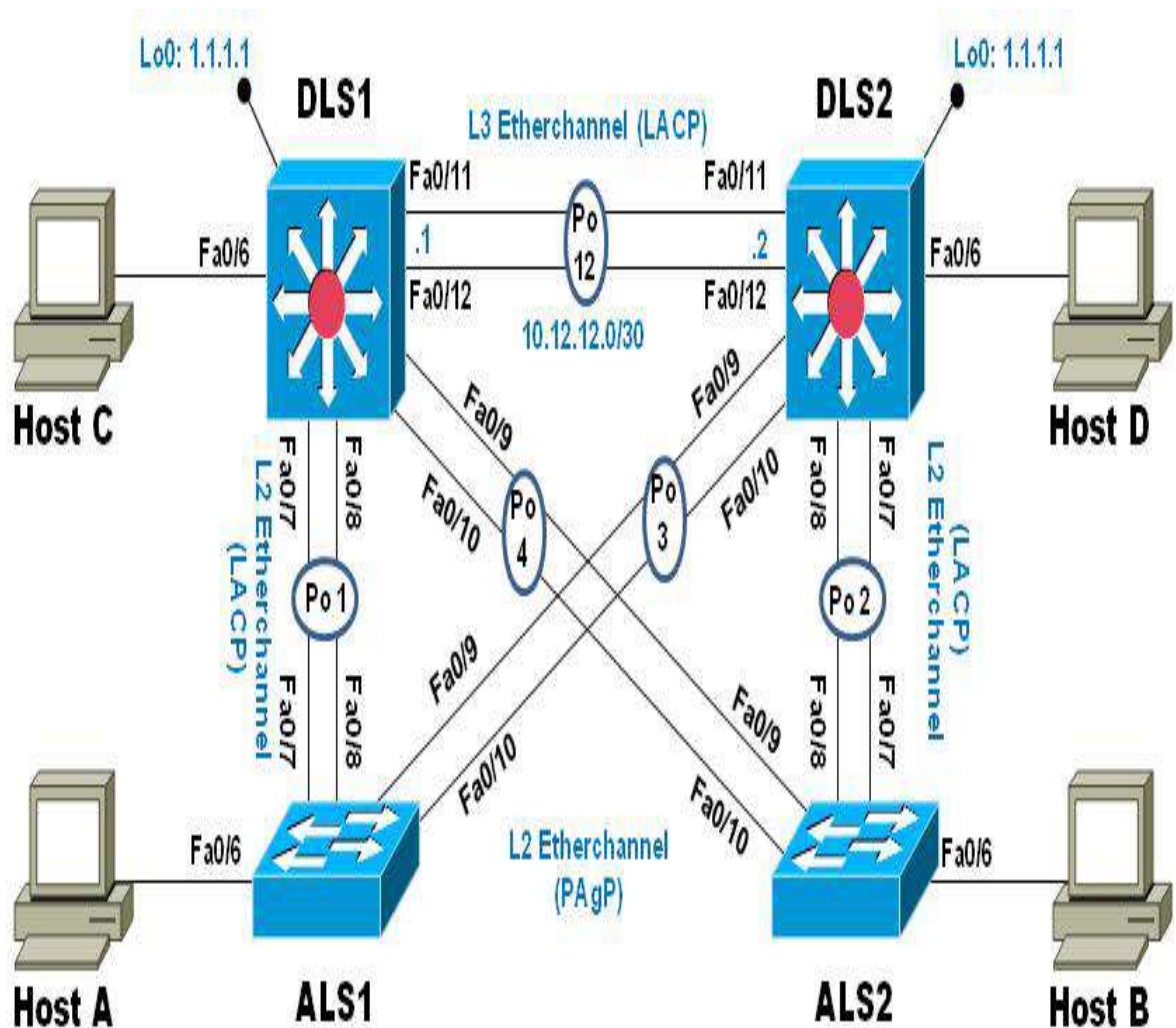 Lo0: 1.1.1.1
Lo0: 1.1.1.1
DLS1
DLS2
L3 Etherchannel (LACP)
Fa0/11
Fa0/11
Po
12
Fa0/6
.1
.2
Fa0/6
Fa0/12
Fa0/12
10.12.12.0/30
Host C
Host D
Fa0/9
Fa0/9
Fa0/10
Fa0/10
Fa0/7
Fa0/8
Fa0/8
Fa0/7
L2 Etherchannel
(LACP)
L2 Etherchannel
(LACP)
Po
4
Po
3
Po 1
Po 2
Fa0/9
Fa0/10
Fa0/9
Fa0/10
Fa0/7
Fa0/8
Fa0/8
Fa0/7
L2 Etherchannel
(PAgP)
Fa0/6
Fa0/6
Host A
ALS1
ALS2
Host B